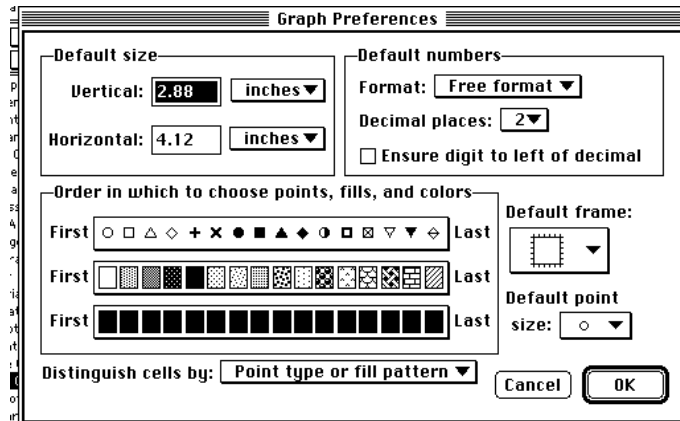 Graph Preferences
Default size
Vertical: 2.88 inches
Horizontal: 4.12 inches
Default numbers
Format: Free format
Decimal places: 2
Ensure digit to left of decimal
Order in which to choose points, fills, and colors
First Last
First Last
First Last
Default frame:
Default point
size:
Distinguish cells by: Point type or fill pattern
Cancel OK